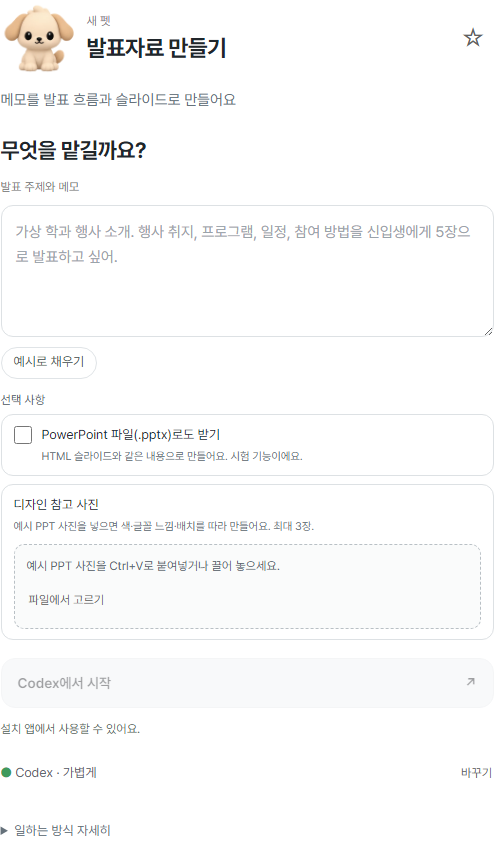 새 펫
발표자료 만들기
메모를 발표 흐름과 슬라이드로 만들어요
무엇을 맡길까요?
발표 주제와 메모
가상 학과 행사 소개. 행사 취지, 프로그램, 일정, 참여 방법을 신입생에게 5장으
로 발표하고 싶어.
예시로 채우기
선택 사항
PowerPoint 파일(.pptx)로도 받기
HTML 슬라이드와 같은 내용으로 만들어요. 시험 기능이에요.
디자인 참고 사진
예시 PPT 사진을 넣으면 색·글꼴 느낌·배치를 따라 만들어요. 최대 3장.
예시 PPT 사진을 Ctrl+V로 붙여넣거나 끌어 놓으세요.
파일에서 고르기
Codex에서 시작
설치 앱에서 사용할 수 있어요.
Codex · 가볍게 바꾸기
일하는 방식 자세히